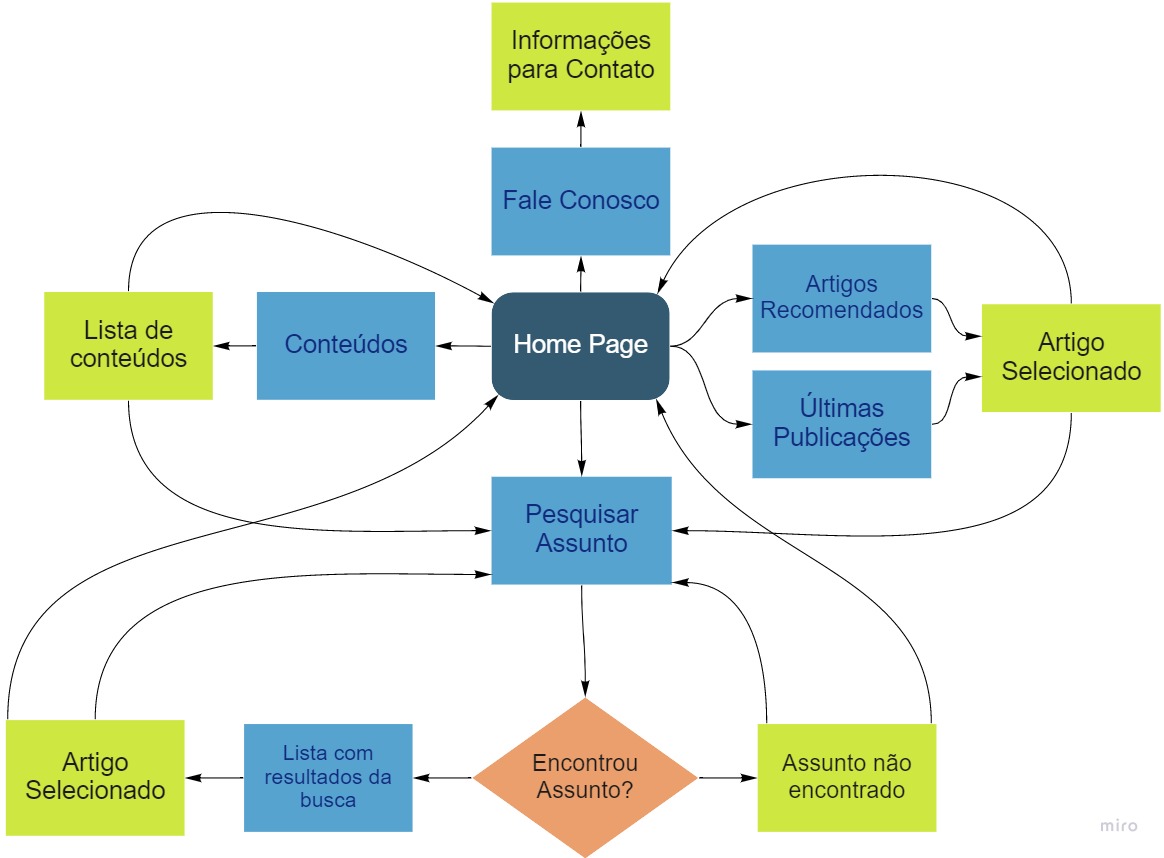 Informações
para Contato
Fale Conosco
Artigos
Recomendados
Lista de
conteúdos
Conteúdos
Home Page
Artigo
Selecionado
Últimas
Publicações
Pesquisar
Assunto
Artigo
Selecionado
Lista com
resultados da
busca
Encontrou
Assunto?
Assunto não
encontrado
miro